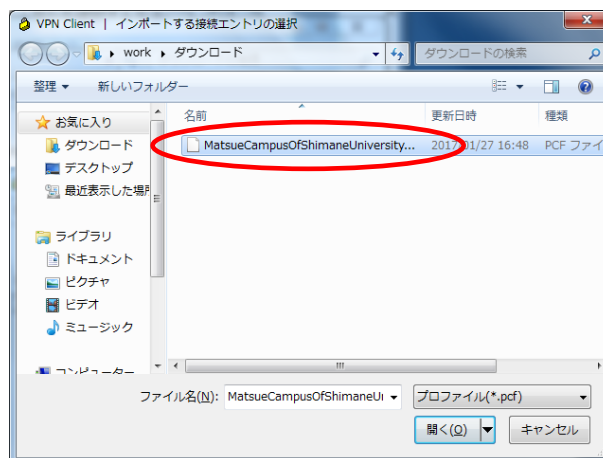 VPN Client | インポートする接続エントリの選択
work ダウンロード ダウンロードの検索
整理 新しいフォルダー
名前 更新日時 種類
お気に入り
ダウンロード
デスクトップ
最近表示した場所
ライブラリ
ドキュメント
ピクチャ
ビデオ
ミュージック
コンピューター
MatsueCampusOfShimaneUniversity... 2017/01/27 16:48 PCF ファイ
ファイル名(N): MatsueCampusOfShimaneUi プロファイル(*.pcf)
開く(O) キャンセル